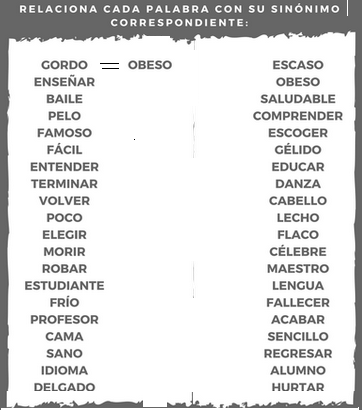 RELACIONA CADA PALABRA CON SU SINÓNIMO
CORRESPONDIENTE:
GORDO = OBESO ESCASO
ENSEÑAR OBESO
BAILE SALUDABLE
PELO COMPRENDER
FAMOSO ESCOGER
FÁCIL GÉLIDO
ENTENDER EDUCAR
TERMINAR DANZA
VOLVER CABELLO
POCO LECHO
ELEGIR FLACO
MORIR CÉLEBRE
ROBAR MAESTRO
ESTUDIANTE LENGUA
FRÍO FALLECER
PROFESOR ACABAR
CAMA SENCILLO
SANO REGRESAR
IDIOMA ALUMNO
DELGADO HURTAR